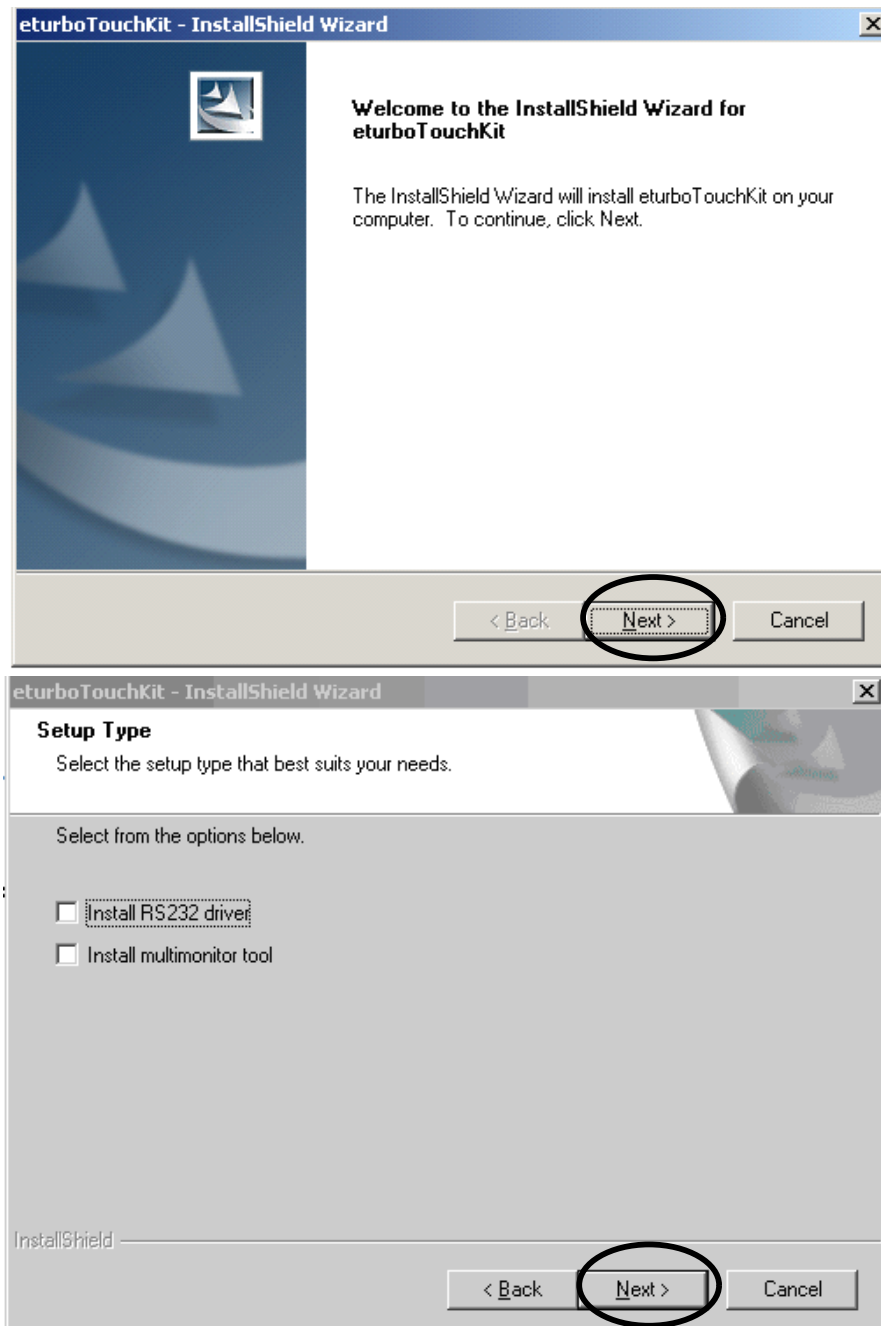 eturboTouchKit - InstallShield Wizard
Welcome to the InstallShield Wizard for
eturboTouchKit
The InstallShield Wizard will install eturboTouchKit on your
computer. To continue, click Next.
< Back Next > Cancel
eturboTouchKit - InstallShield Wizard
Setup Type
Select the setup type that best suits your needs.
Select from the options below.
Install RS232 driver
Install multimonitor tool
InstallShield
< Back Next > Cancel